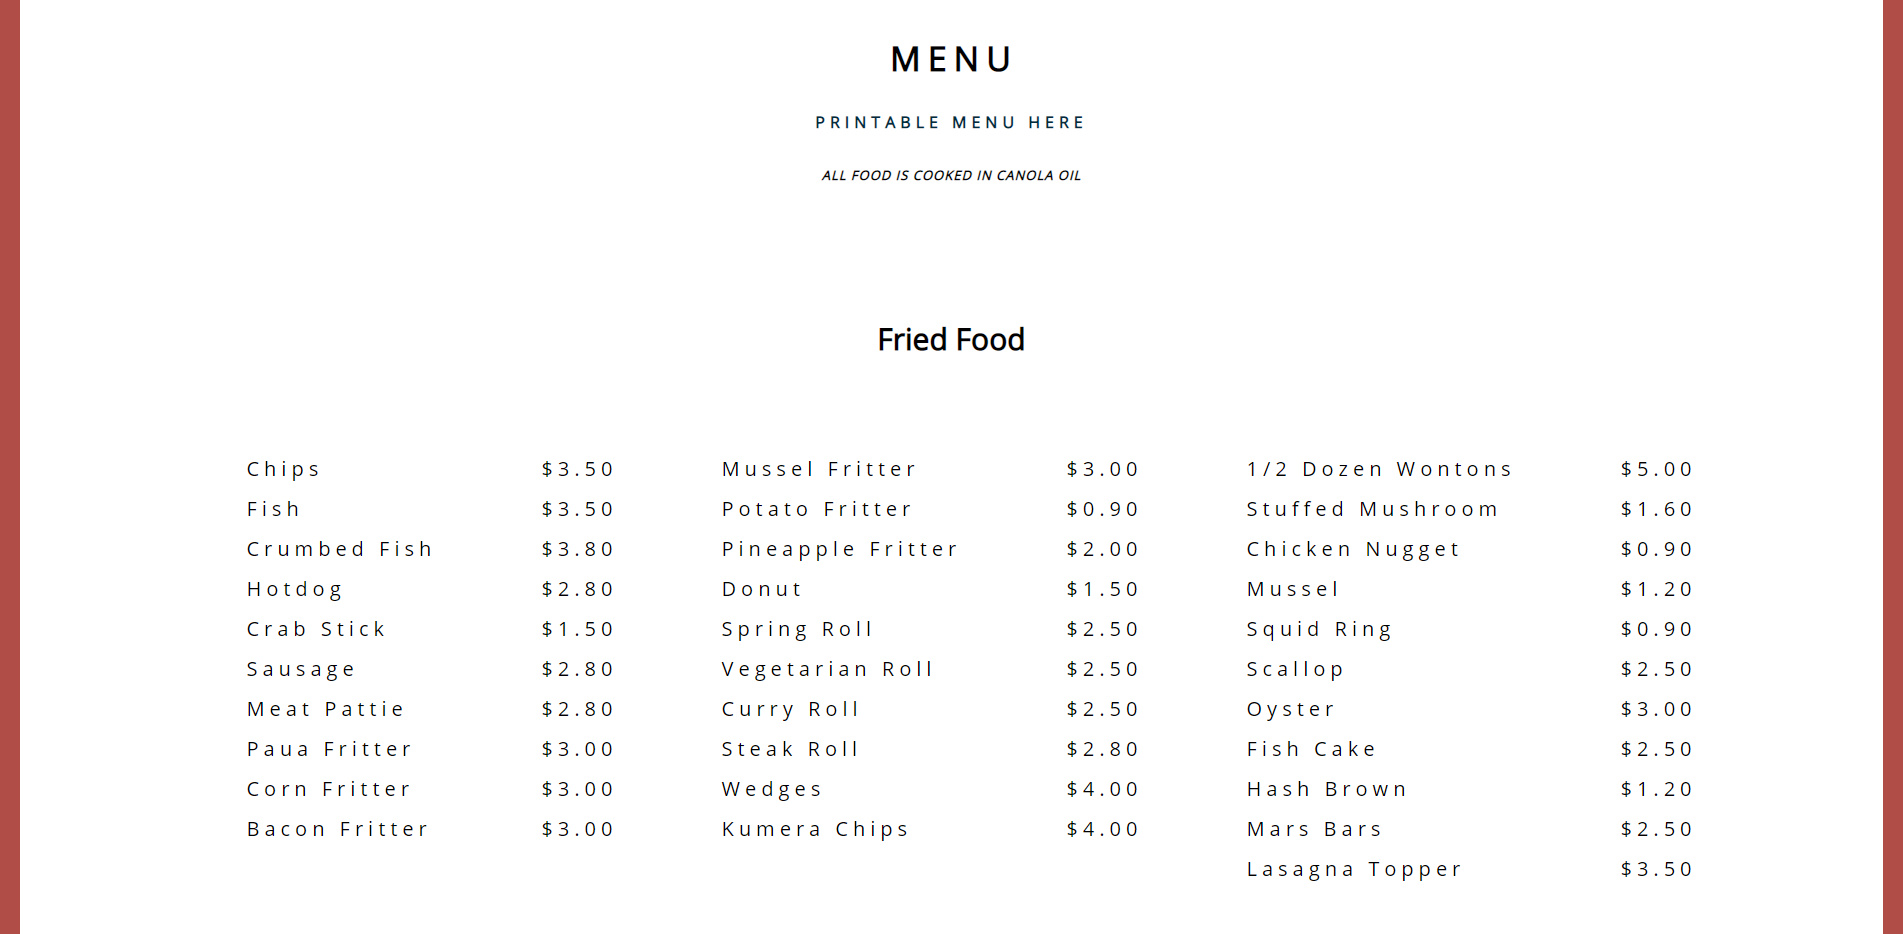 MENU
PRINTABLE MENU HERE
ALL FOOD IS COOKED IN CANOLA OIL
Fried Food
Chips $3.50
Fish $3.50
Crumbed Fish $3.80
Hotdog $2.80
Crab Stick $1.50
Sausage $2.80
Meat Pattie $2.80
Paua Fritter $3.00
Corn Fritter $3.00
Bacon Fritter $3.00
Mussel Fritter $3.00
Potato Fritter $0.90
Pineapple Fritter $2.00
Donut $1.50
Spring Roll $2.50
Vegetarian Roll $2.50
Curry Roll $2.50
Steak Roll $2.80
Wedges $4.00
Kumera Chips $4.00
1/2 Dozen Wontons $5.00
Stuffed Mushroom $1.60
Chicken Nugget $0.90
Mussel $1.20
Squid Ring $0.90
Scallop $2.50
Oyster $3.00
Fish Cake $2.50
Hash Brown $1.20
Mars Bars $2.50
Lasagna Topper $3.50